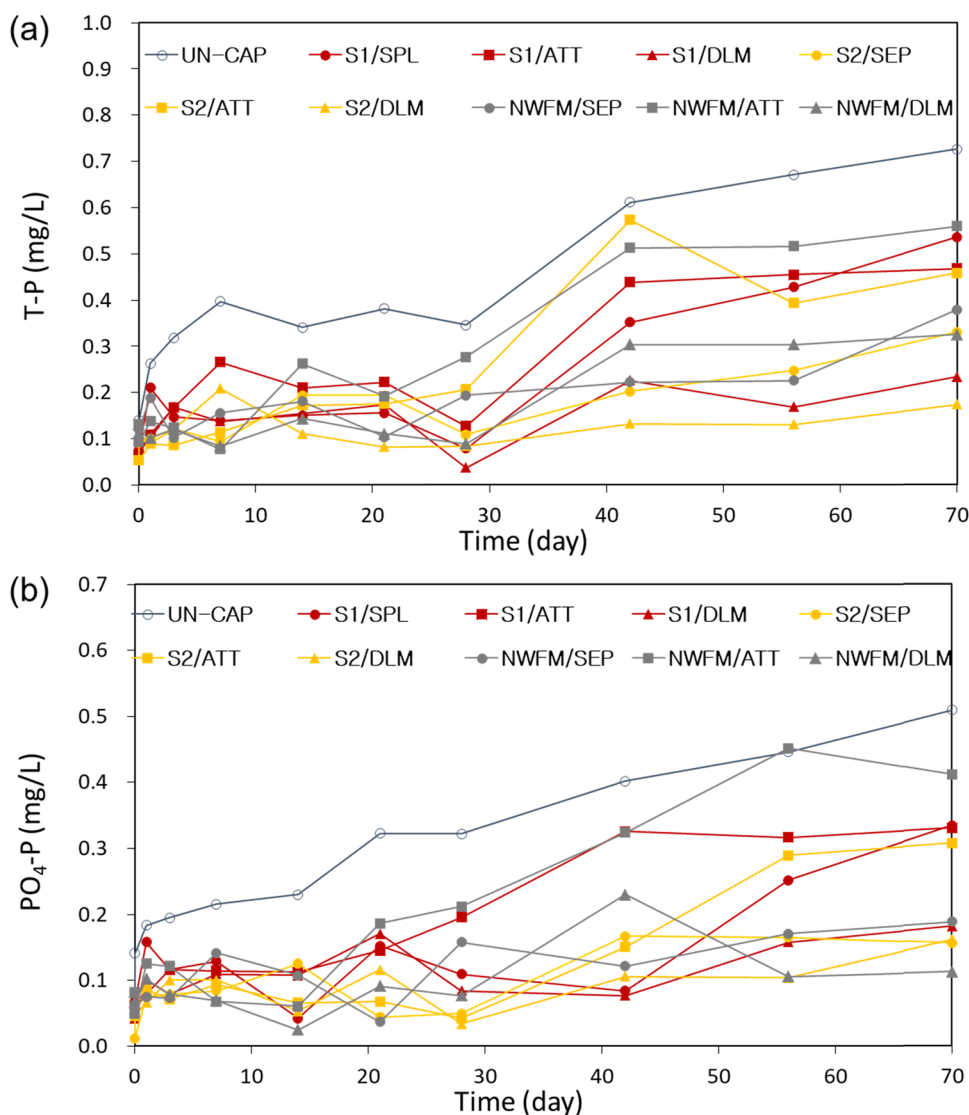 (a)
1.0
0.9
0.8
0.7
0.6
0.5
0.4
0.3
0.2
0.1
0.0
T-P (mg/L)
UN-CAP S1/SPL S1/ATT S1/DLM S2/SEP
S2/ATT S2/DLM NWFM/SEP NWFM/ATT NWFM/DLM
0 10 20 30 40 50 60 70
Time (day)
(b)
0.7
0.6
0.5
0.4
0.3
0.2
0.1
0.0
PO₄-P (mg/L)
UN-CAP S1/SPL S1/ATT S1/DLM S2/SEP
S2/ATT S2/DLM NWFM/SEP NWFM/ATT NWFM/DLM
0 10 20 30 40 50 60 70
Time (day)